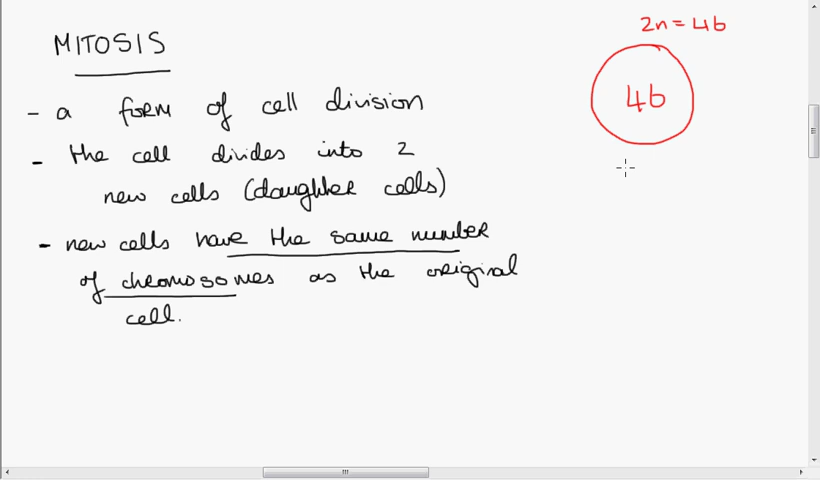 MITOSIS
- a form of cell division
- the cell divides into 2
new cells (daughter cells)
- new cells have the same number
of chromosomes as the original
cell.
2n = 46
46